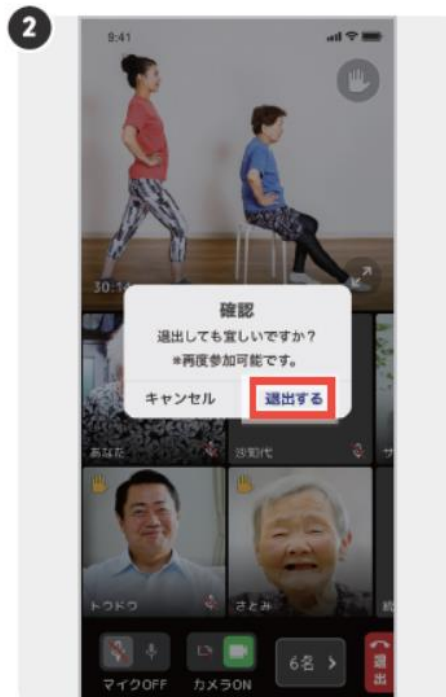 2
9:41
30:14
確認
退出しても宜しいですか?
*再度参加可能です。
キャンセル
退出する
あなた
沙知代
サ
トウドウ
さとみ
マイクOFF
カメラON
6名
退出